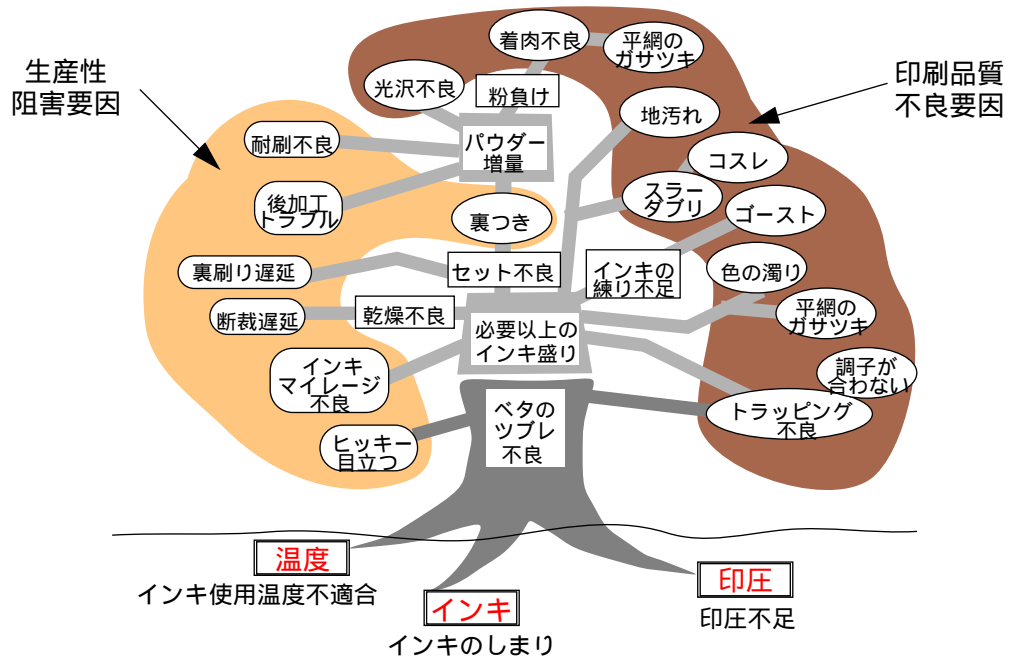 生産性
阻害要因
印刷品質
不良要因
着肉不良
平網の
ガサツキ
光沢不良
粉負け
地汚れ
耐刷不良
パウダー
増量
コスレ
後加工
トラブル
スラー
ダブリ
裏つき
ゴースト
裏刷り遅延
セット不良
インキの
練り不足
色の濁り
断裁遅延
乾燥不良
必要以上の
インキ盛り
平網の
ガサツキ
インキ
マイレージ
不良
調子が
合わない
ベタの
ツブレ
不良
トラッピング
不良
ヒッキー
目立つ
温度
インキ使用温度不適合
インキ
インキのしまり
印圧
印圧不足